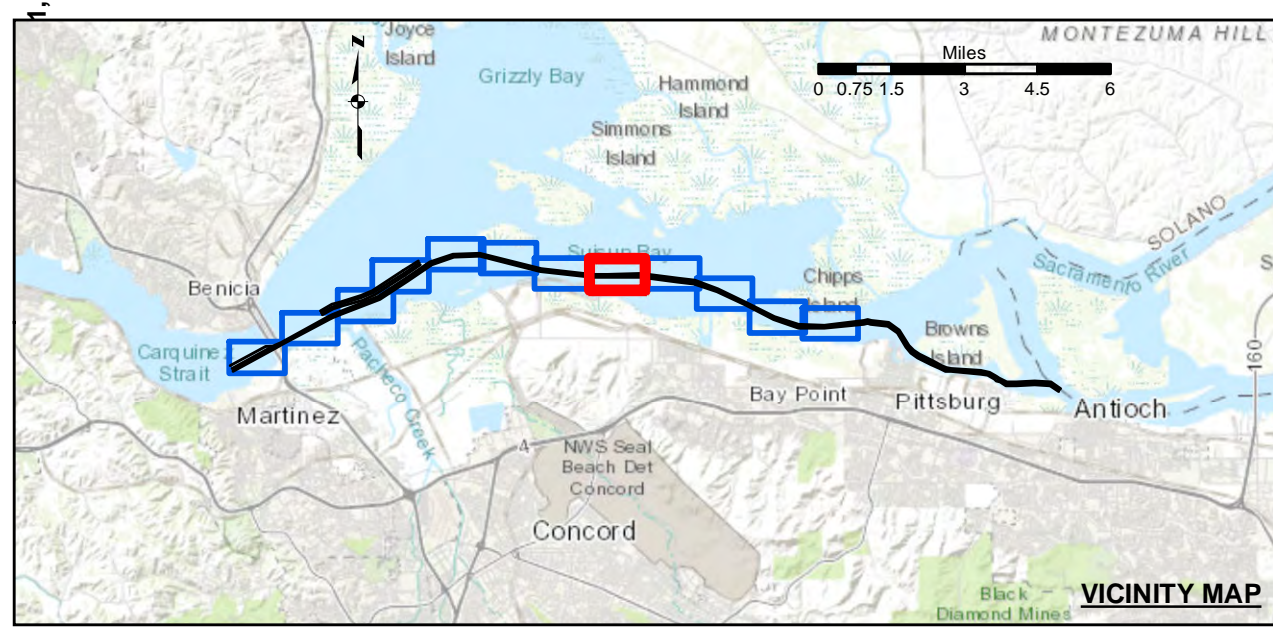 Joyce
Island
Z
Grizzly Bay
MONTEZUMA HILL
Miles
0 0.75 1.5 3 4.5 6
Hammond
Island
Simmons
Island
SOLANO
Suisun Bay
Sacramento River
S
Benicia
Chipps
Island
Carquinez
Strait
Browns
Island
160
Pacheco Creek
Martinez
Bay Point
Pittsburg
Antioch
4
NWS Seal
Beach Det
Concord
Concord
Black
Diamond Mines
VICINITY MAP